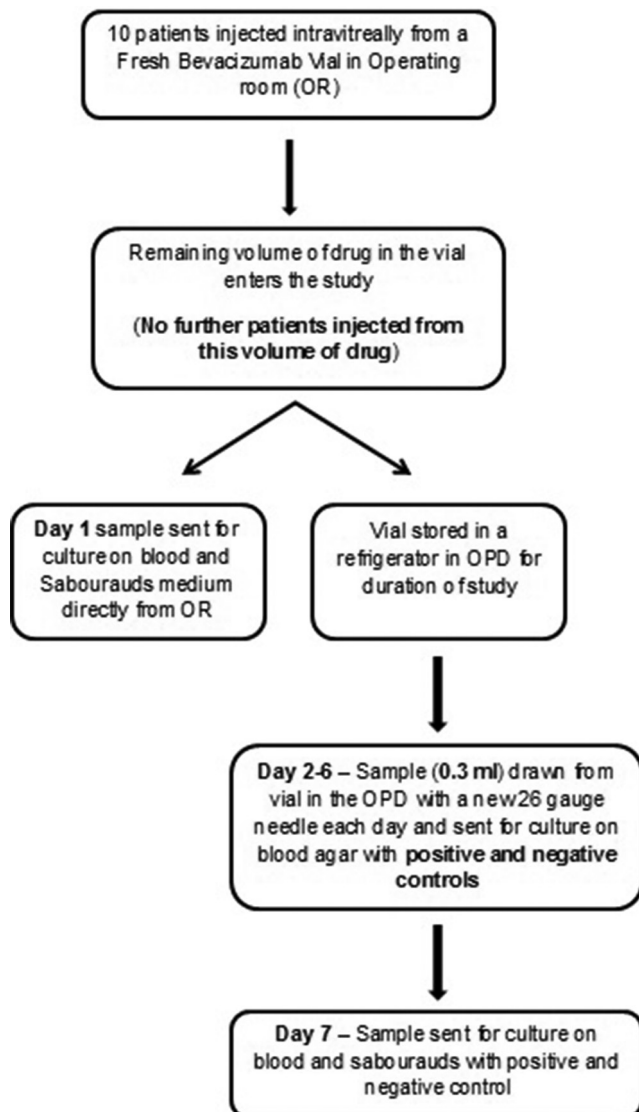 10 patients injected intravitreally from a
Fresh Bevacizumab Vial in Operating
room (OR)
Remaining volume of drug in the vial
enters the study
(No further patients injected from
this volume of drug)
Day 1 sample sent for
culture on blood and
Sabourauds medium
directly from OR
Vial stored in a
refrigerator in OPD for
duration of study
Day 2-6 – Sample (0.3 ml) drawn from
vial in the OPD with a new 26 gauge
needle each day and sent for culture on
blood agar with positive and negative
controls
Day 7 – Sample sent for culture on
blood and sabourauds with positive and
negative control